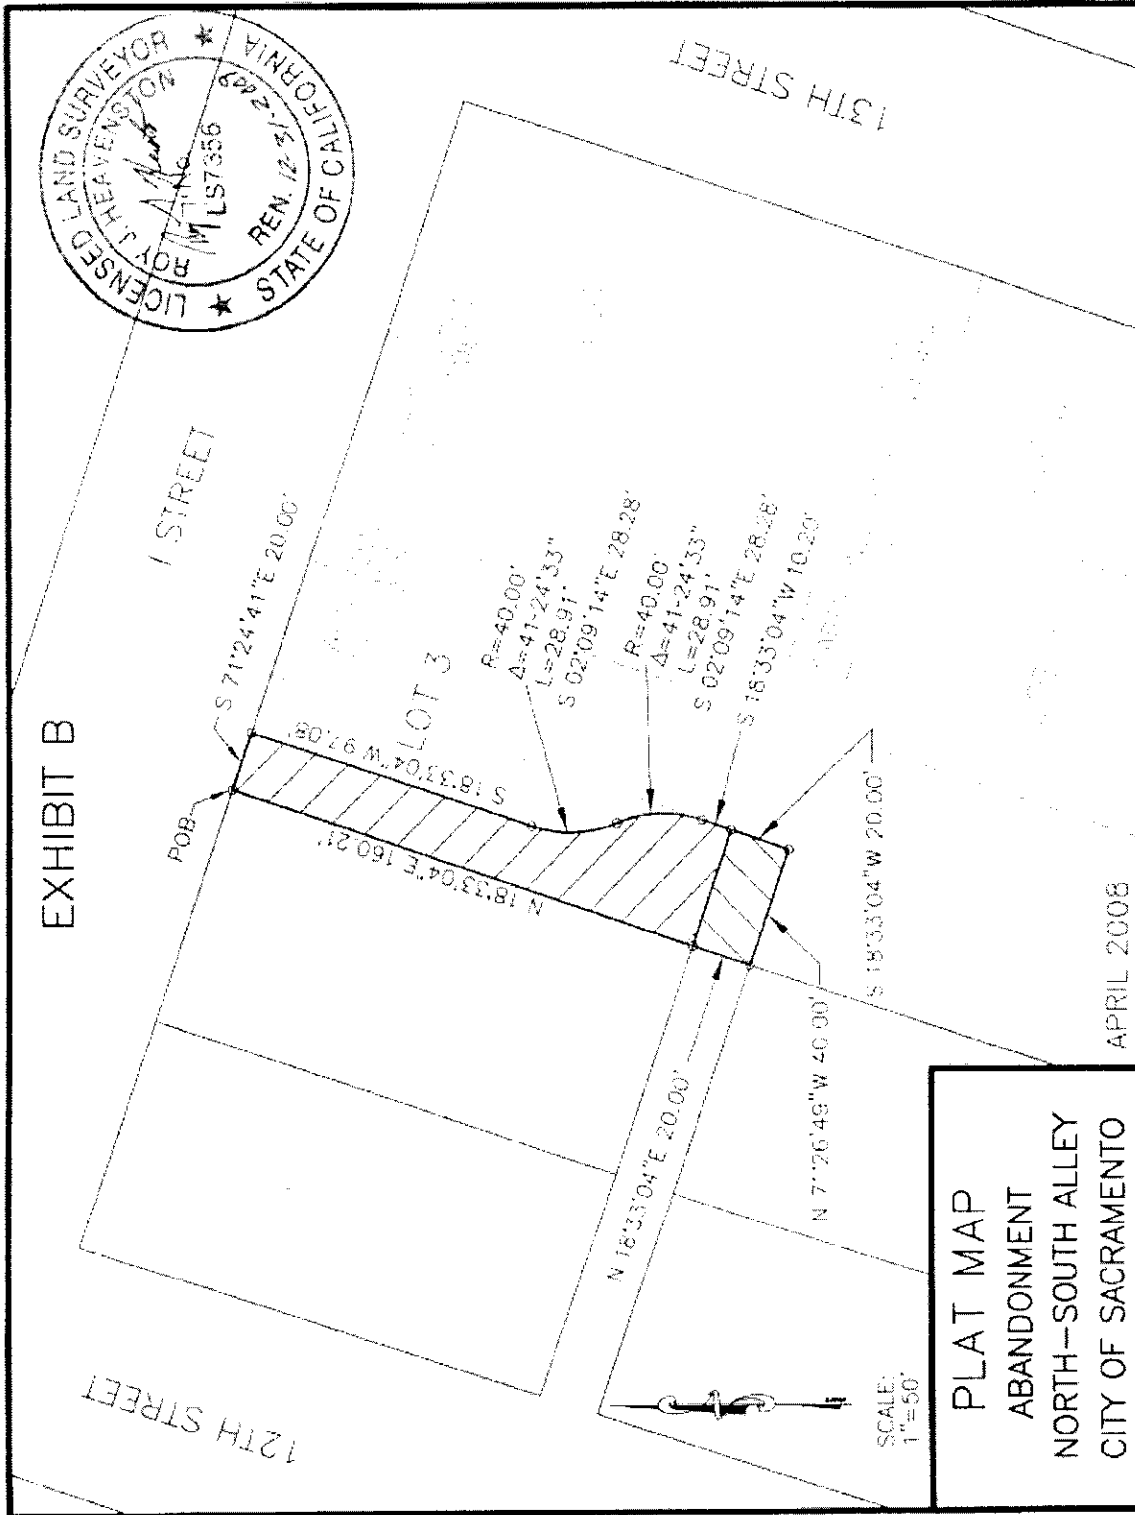 EXHIBIT B
LICENSED LAND SURVEYOR
ROY J. HEAVENSTON
LS7356
REN. 12-31-2009
STATE OF CALIFORNIA
I STREET
13TH STREET
12TH STREET
POB
S 71°24'41"E 20.00'
S 18°33'04"W 97.08'
N 18°33'04"E 160.21'
LOT 3
R=40.00'
Δ=41-24'33"
L=28.91'
S 02°09'14"E 28.28'
R=40.00'
Δ=41-24'33"
L=28.91'
S 02°09'14"E 28.28'
S 18°33'04"W 10.20'
S 18°33'04"W 20.00'
N 71°26'49"W 40.00'
N 18°33'04"E 20.00'
SCALE:
1"=50'
APRIL 2008
PLAT MAP
ABANDONMENT
NORTH-SOUTH ALLEY
CITY OF SACRAMENTO